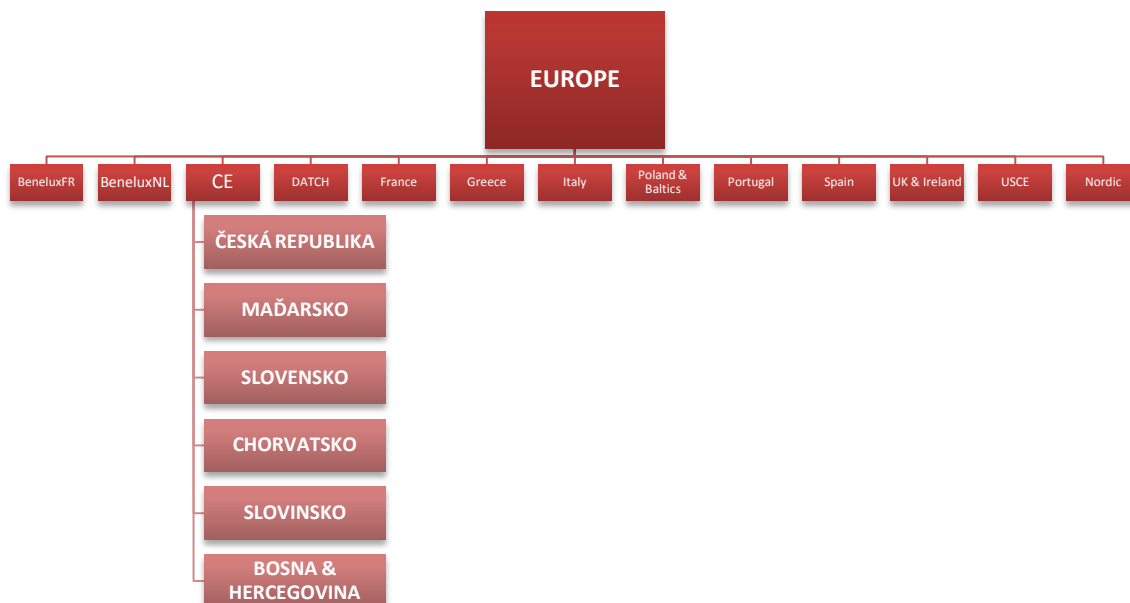 EUROPE
BeneluxFR
BeneluxNL
CE
DATCH
France
Greece
Italy
Poland &
Baltics
Portugal
Spain
UK & Ireland
USCE
Nordic
ČESKÁ REPUBLIKA
MAĎARSKO
SLOVENSKO
CHORVATSKO
SLOVINSKO
BOSNA &
HERCEGOVINA